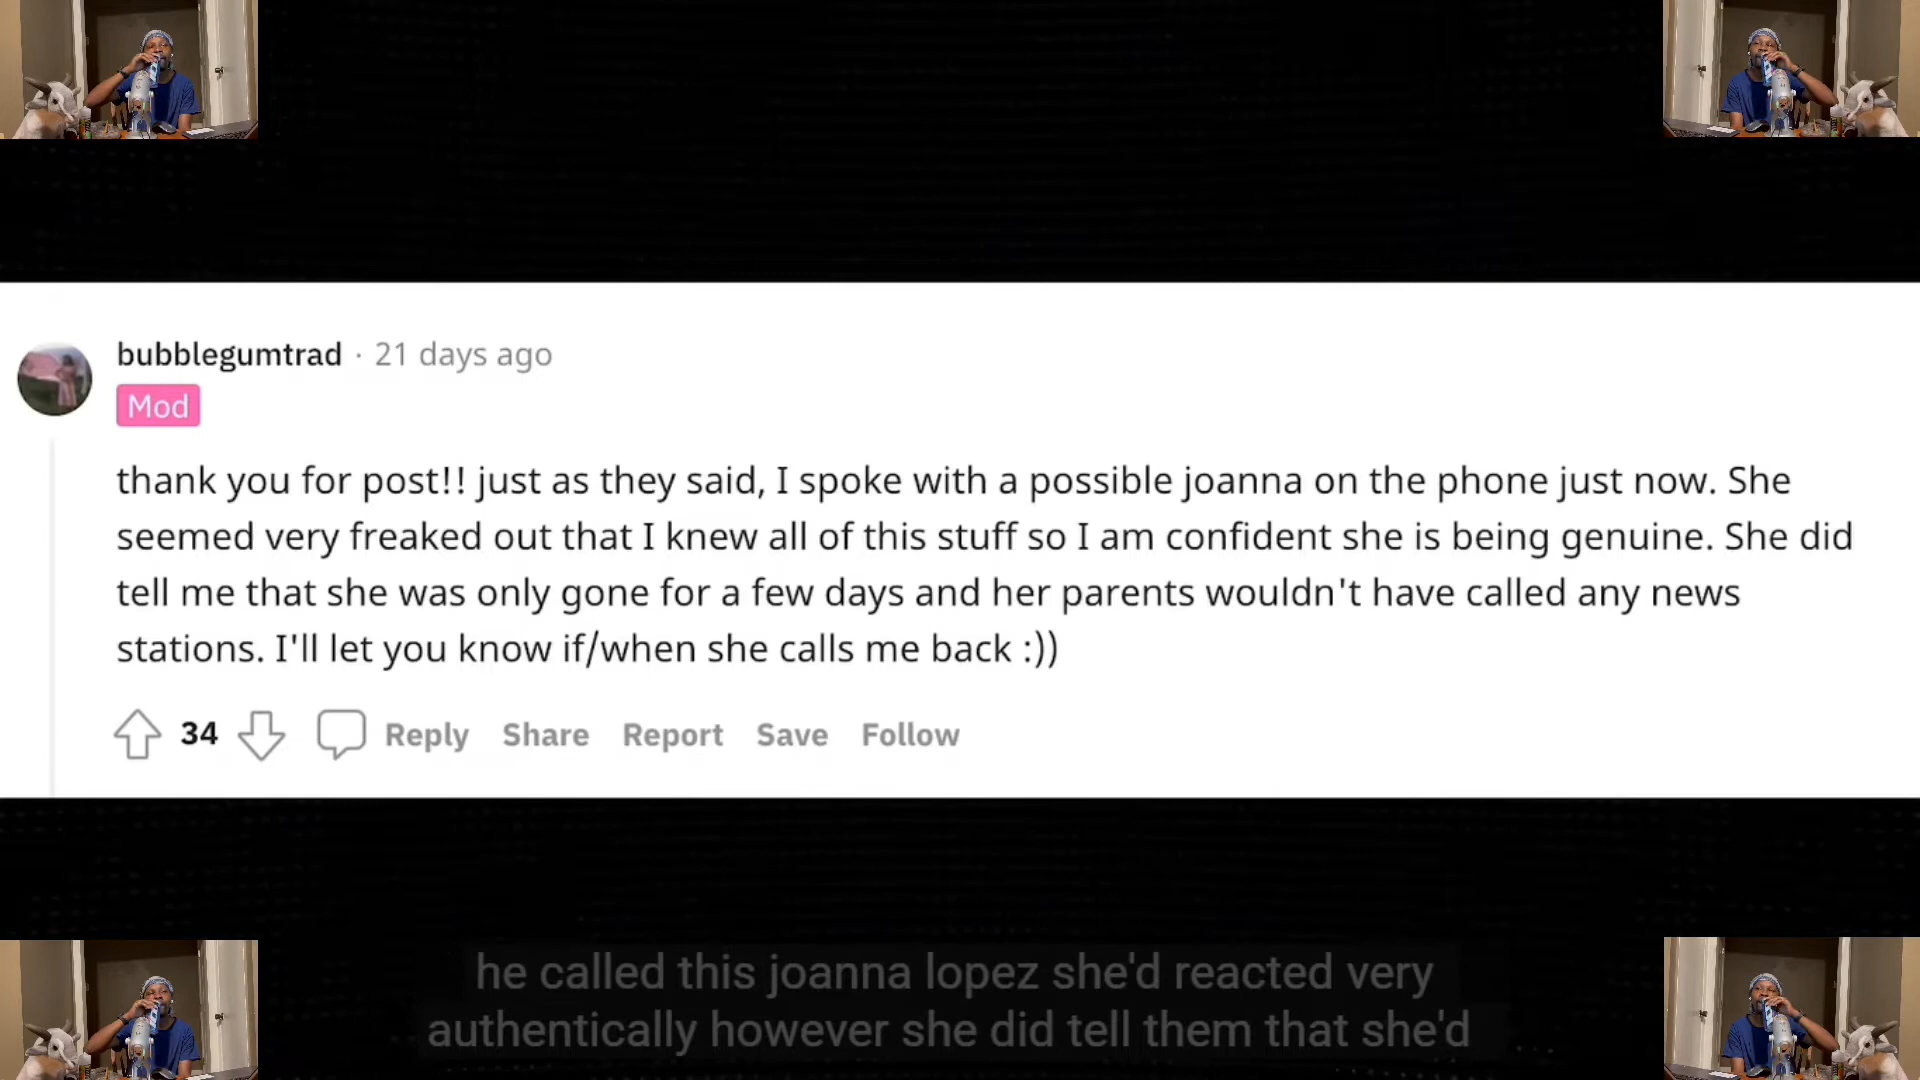 bubblegumtrad · 21 days ago
Mod
thank you for post!! just as they said, I spoke with a possible joanna on the phone just now. She
seemed very freaked out that I knew all of this stuff so I am confident she is being genuine. She did
tell me that she was only gone for a few days and her parents wouldn't have called any news
stations. I'll let you know if/when she calls me back :))
34 Reply Share Report Save Follow
he called this joanna lopez she'd reacted very
authentically however she did tell them that she'd